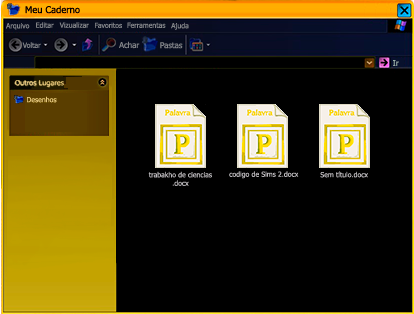 Meu Caderno
Arquivo Editar Visualizar Favoritos Ferramentas Ajuda
Voltar Achar Pastas
Ir
Outros Lugares
Desenhos
Palavra Palavra Palavra
P P P
trabakho de ciencias codigo de Sims 2.docx Sem título.docx
.docx